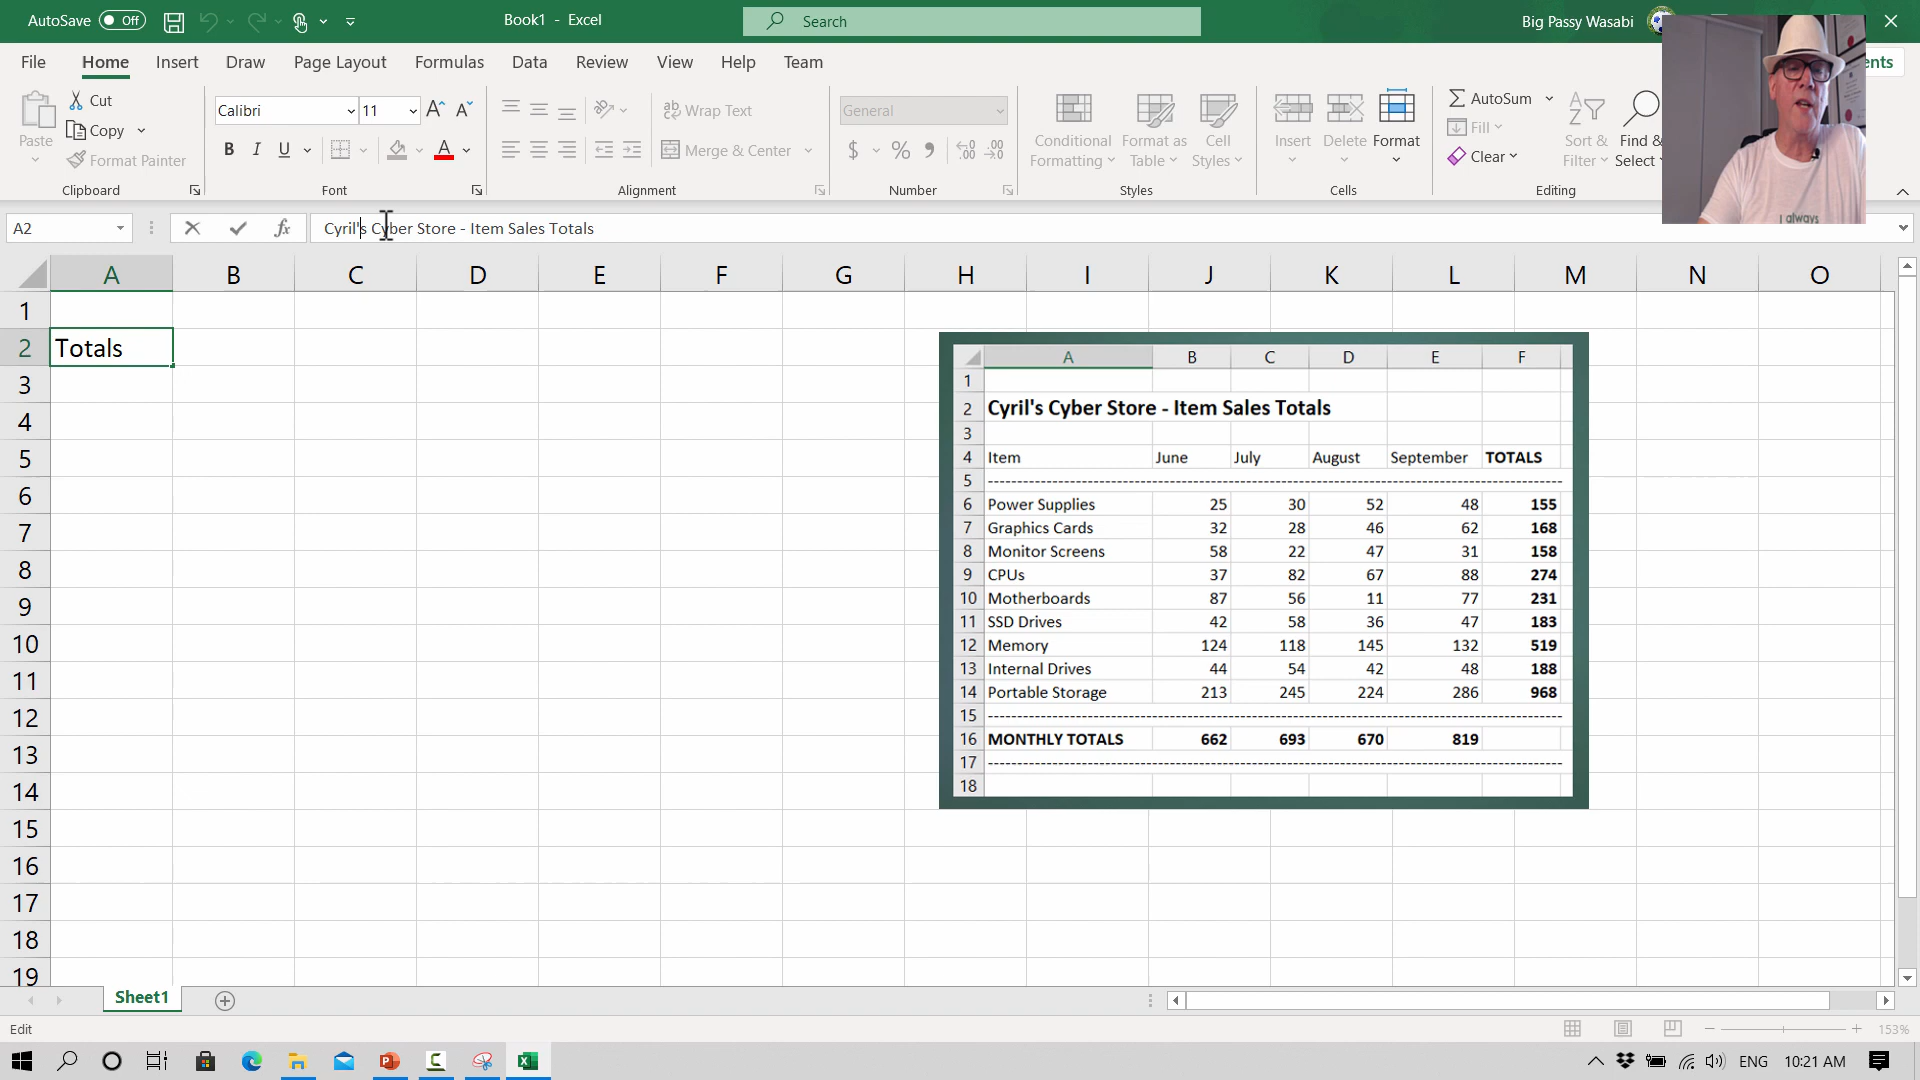 AutoSave Off Book1 - Excel Search Big Passy Wasabi
File Home Insert Draw Page Layout Formulas Data Review View Help Team
Paste Cut Copy Format Painter
Calibri 11
B I U A
Wrap Text
Merge & Center
General
$ % 9
Conditional Formatting Format as Table Cell Styles
Insert Delete Format
AutoSum Fill Clear
Sort & Filter Find & Select
Clipboard Font Alignment Number Styles Cells Editing
I always
A2 fx Cyril's Cyber Store - Item Sales Totals
A B C D E F G H I J K L M N O
1
2 Totals
3
4
5
6
7
8
9
10
11
12
13
14
15
16
17
18
19
A B C D E F
1
2 Cyril's Cyber Store - Item Sales Totals
3
4 Item June July August September TOTALS
5 ------------------------------------------------------------
6 Power Supplies 25 30 52 48 155
7 Graphics Cards 32 28 46 62 168
8 Monitor Screens 58 22 47 31 158
9 CPUs 37 82 67 88 274
10 Motherboards 87 56 11 77 231
11 SSD Drives 42 58 36 47 183
12 Memory 124 118 145 132 519
13 Internal Drives 44 54 42 48 188
14 Portable Storage 213 245 224 286 968
15 ------------------------------------------------------------
16 MONTHLY TOTALS 662 693 670 819
17 ------------------------------------------------------------
18
Sheet1
Edit 153%
ENG 10:21 AM